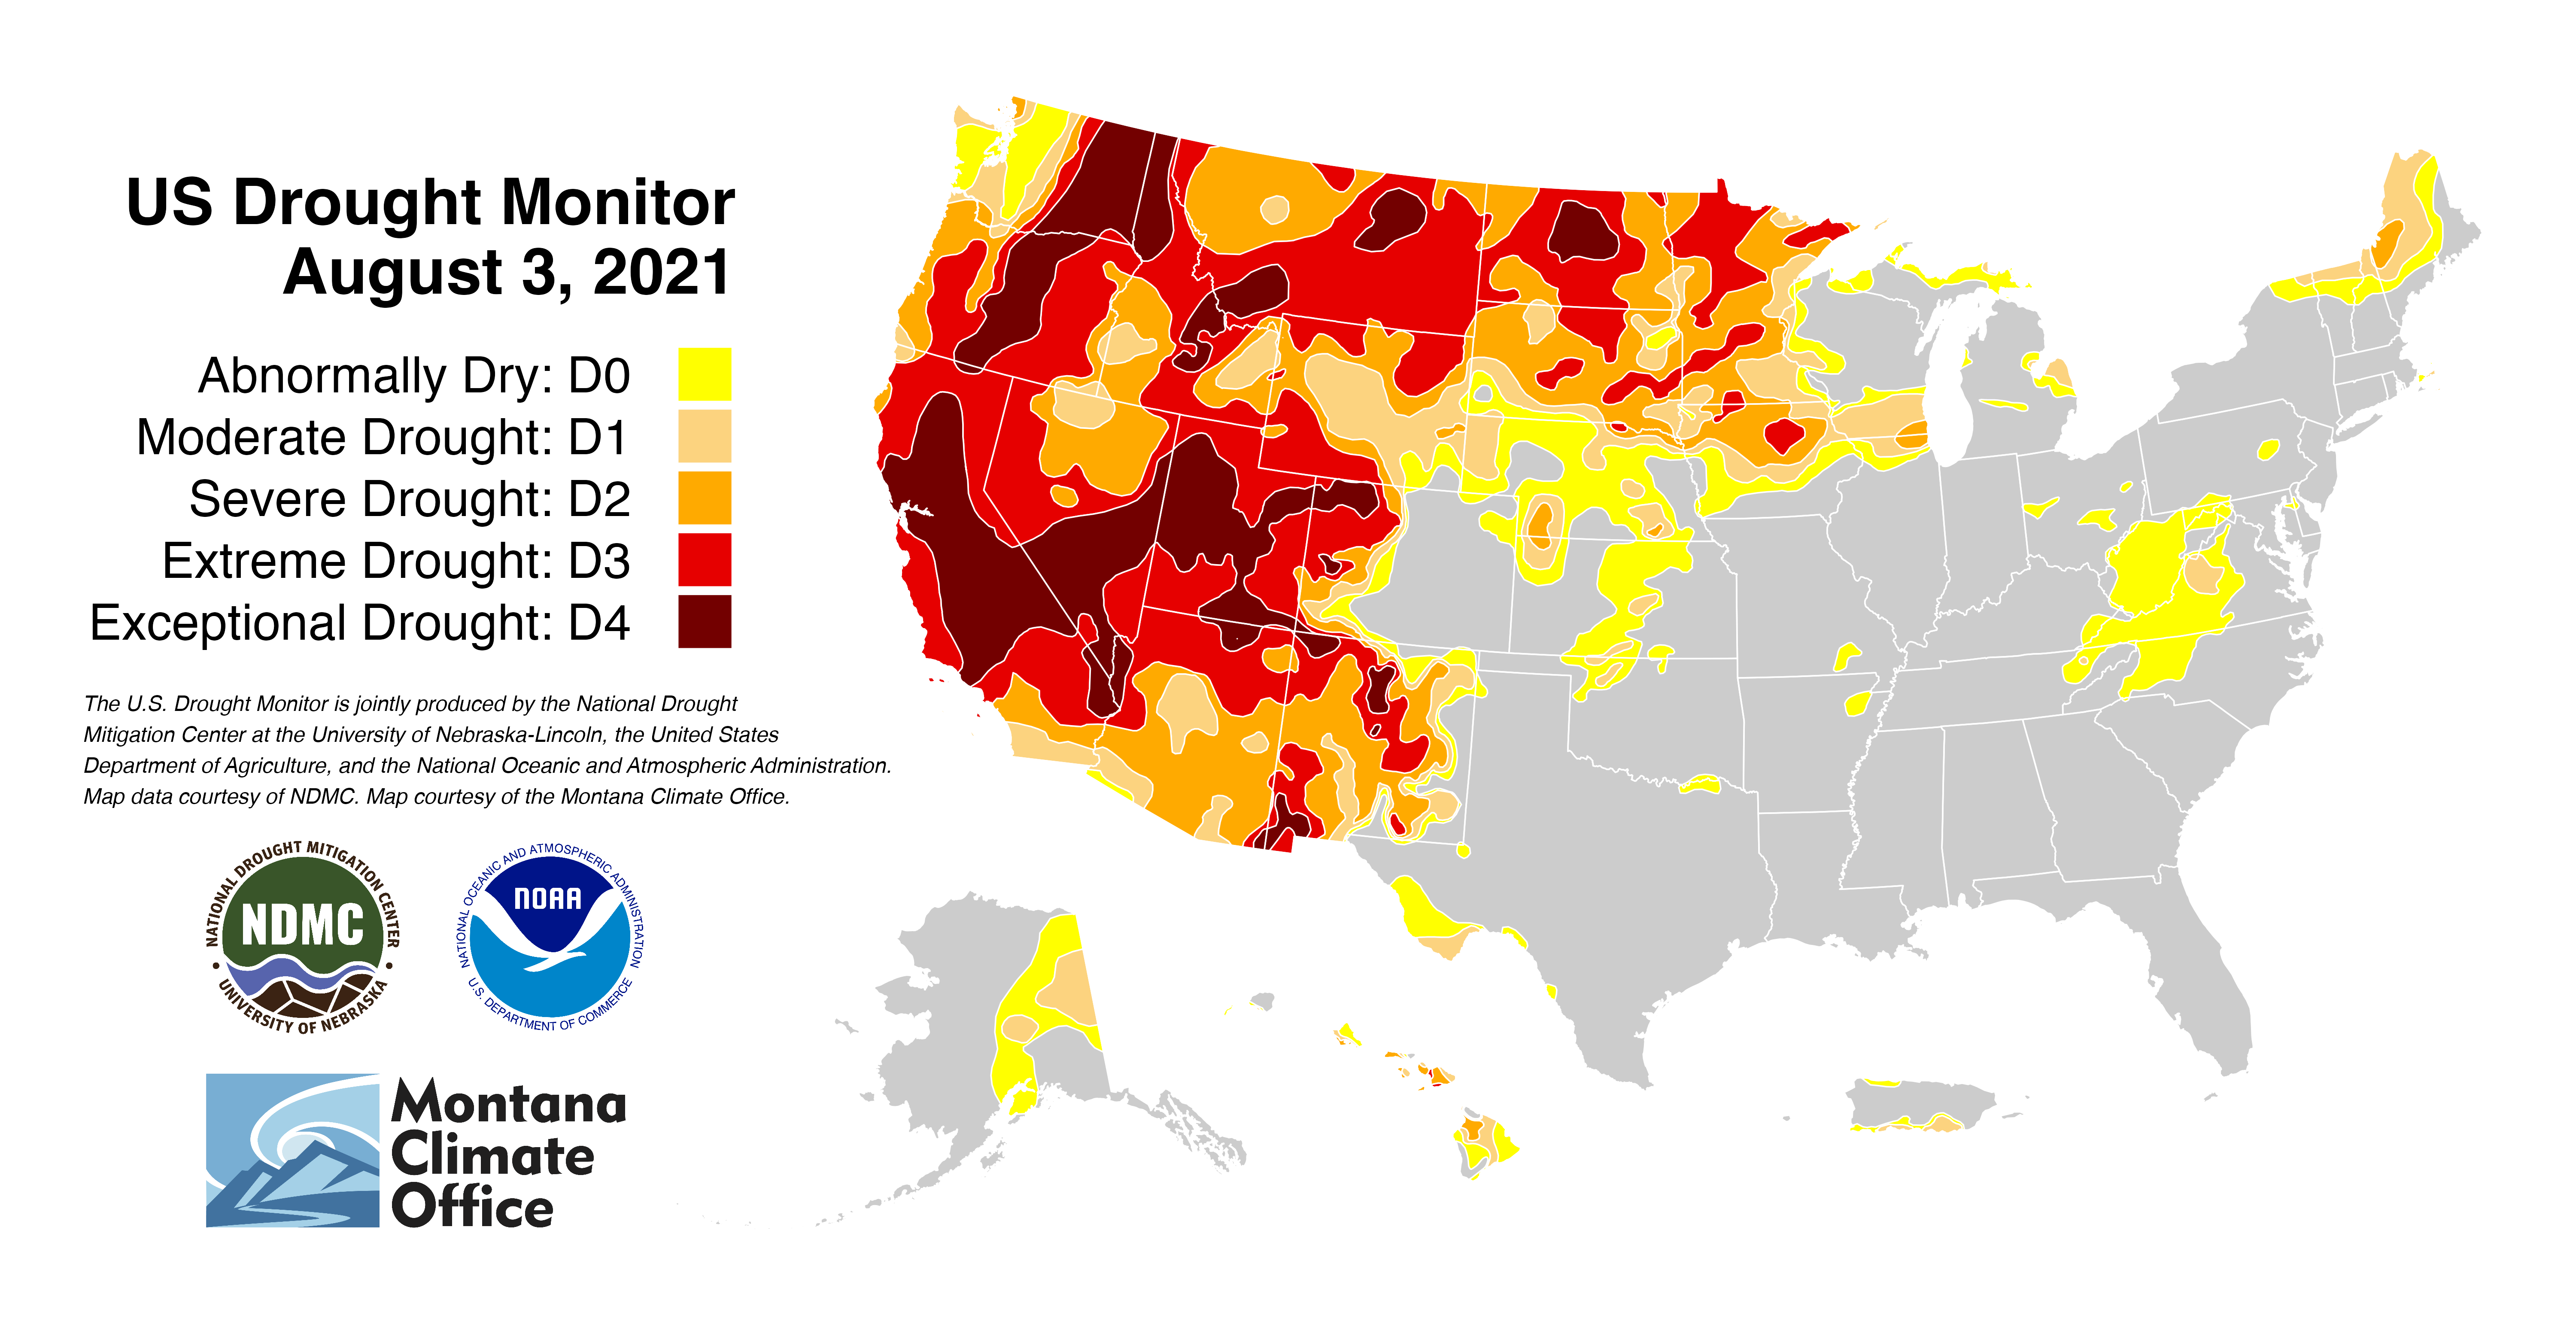 US Drought Monitor
August 3, 2021
Abnormally Dry: D0
Moderate Drought: D1
Severe Drought: D2
Extreme Drought: D3
Exceptional Drought: D4
The U.S. Drought Monitor is jointly produced by the National Drought
Mitigation Center at the University of Nebraska-Lincoln, the United States
Department of Agriculture, and the National Oceanic and Atmospheric Administration.
Map data courtesy of NDMC. Map courtesy of the Montana Climate Office.
NATIONAL DROUGHT MITIGATION CENTER
NDMC
• UNIVERSITY OF NEBRASKA •
NATIONAL OCEANIC AND ATMOSPHERIC ADMINISTRATION
NOAA
U.S. DEPARTMENT OF COMMERCE
Montana
Climate
Office